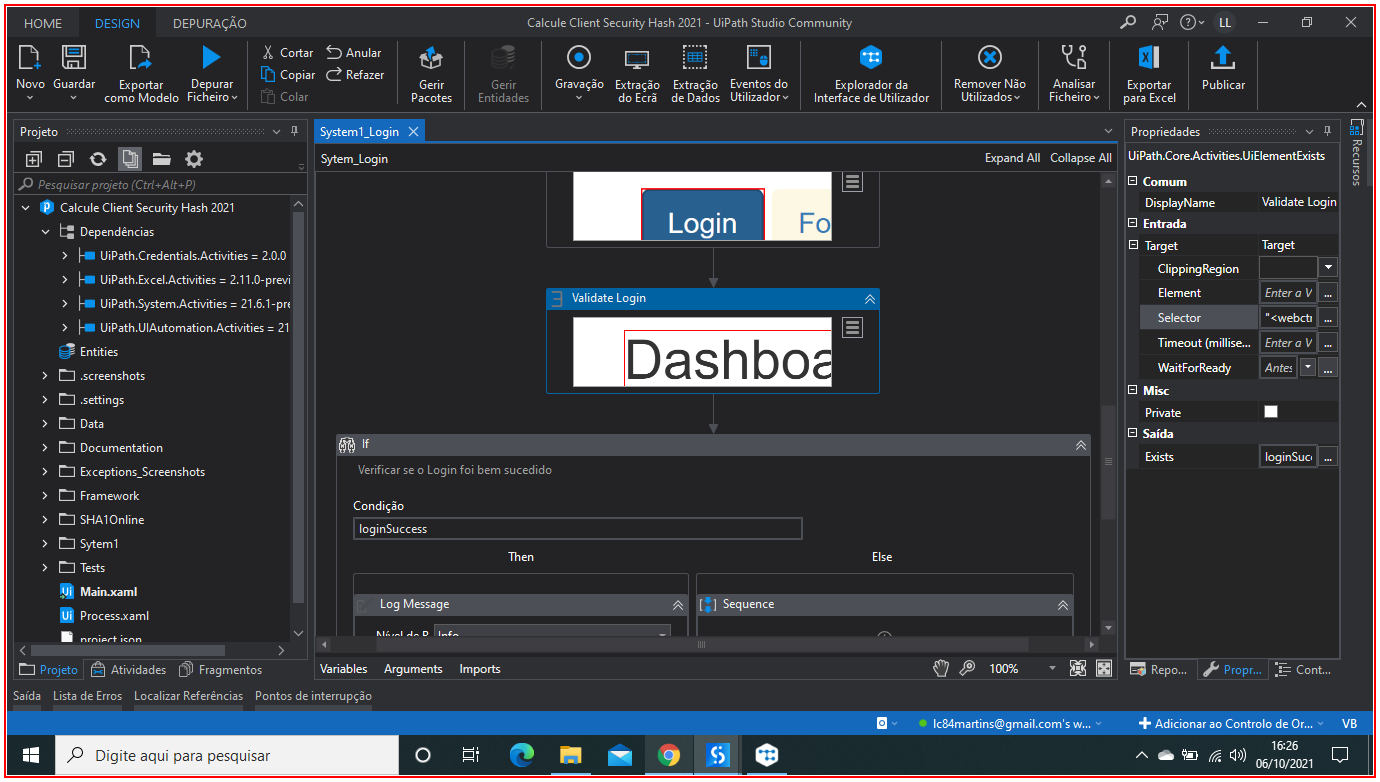 HOME DESIGN DEPURAÇÃO Calcule Client Security Hash 2021 - UiPath Studio Community LL
Novo Guardar Exportar como Modelo Depurar Ficheiro Cortar Copiar Colar Anular Refazer Gerir Pacotes Gerir Entidades Gravação Extração do Ecrã Extração de Dados Eventos do Utilizador Explorador da Interface de Utilizador Remover Não Utilizados Analisar Ficheiro Exportar para Excel Publicar
Projeto
Pesquisar projeto (Ctrl+Alt+P)
Calcule Client Security Hash 2021
Dependências
UiPath.Credentials.Activities = 2.0.0
UiPath.Excel.Activities = 2.11.0-previ
UiPath.System.Activities = 21.6.1-pre
UiPath.UIAutomation.Activities = 21
Entities
.screenshots
.settings
Data
Documentation
Exceptions_Screenshots
Framework
SHA1Online
Sytem1
Tests
Main.xaml
Process.xaml
project.json
Projeto Atividades Fragmentos
System1_Login
Sytem_Login Expand All Collapse All
Login Fo
Validate Login
Dashboa
If
Verificar se o Login foi bem sucedido
Condição
loginSuccess
Then Else
Log Message Sequence
Info
Variables Arguments Imports 100%
Propriedades
UiPath.Core.Activities.UiElementExists
Comum
DisplayName Validate Login
Entrada
Target Target
ClippingRegion
Element Enter a V ...
Selector "<webctr ...
Timeout (millise... Enter a V ...
WaitForReady Antes ...
Misc
Private
Saída
Exists loginSuc ...
Repo... Propr... Cont...
Recursos
Saída Lista de Erros Localizar Referências Pontos de interrupção
lc84martins@gmail.com's w... Adicionar ao Controlo de Or... VB
Digite aqui para pesquisar
16:26
06/10/2021